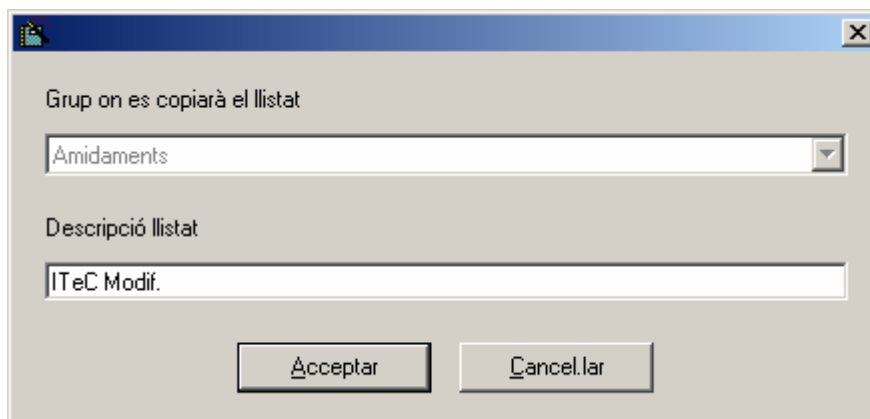 Grup on es copiarà el llistat
Amidaments
Descripció llistat
ITeC Modif.
Acceptar Cancel.lar